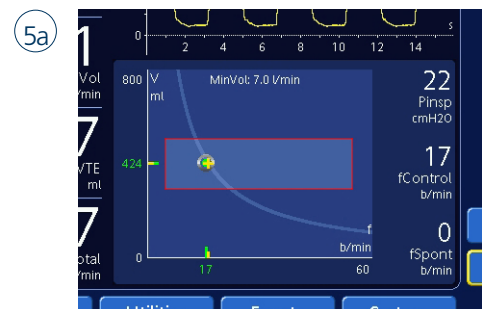 5a
0
2 4 6 8 10 12 14
s
1
Vol
/min
800 V
ml
MinVol: 7.0 l/min
22
Pinsp
cmH2O
7
VTE
ml
424
17
fControl
b/min
7
otal
/min
f
b/min
0
fSpont
b/min
0
17
60